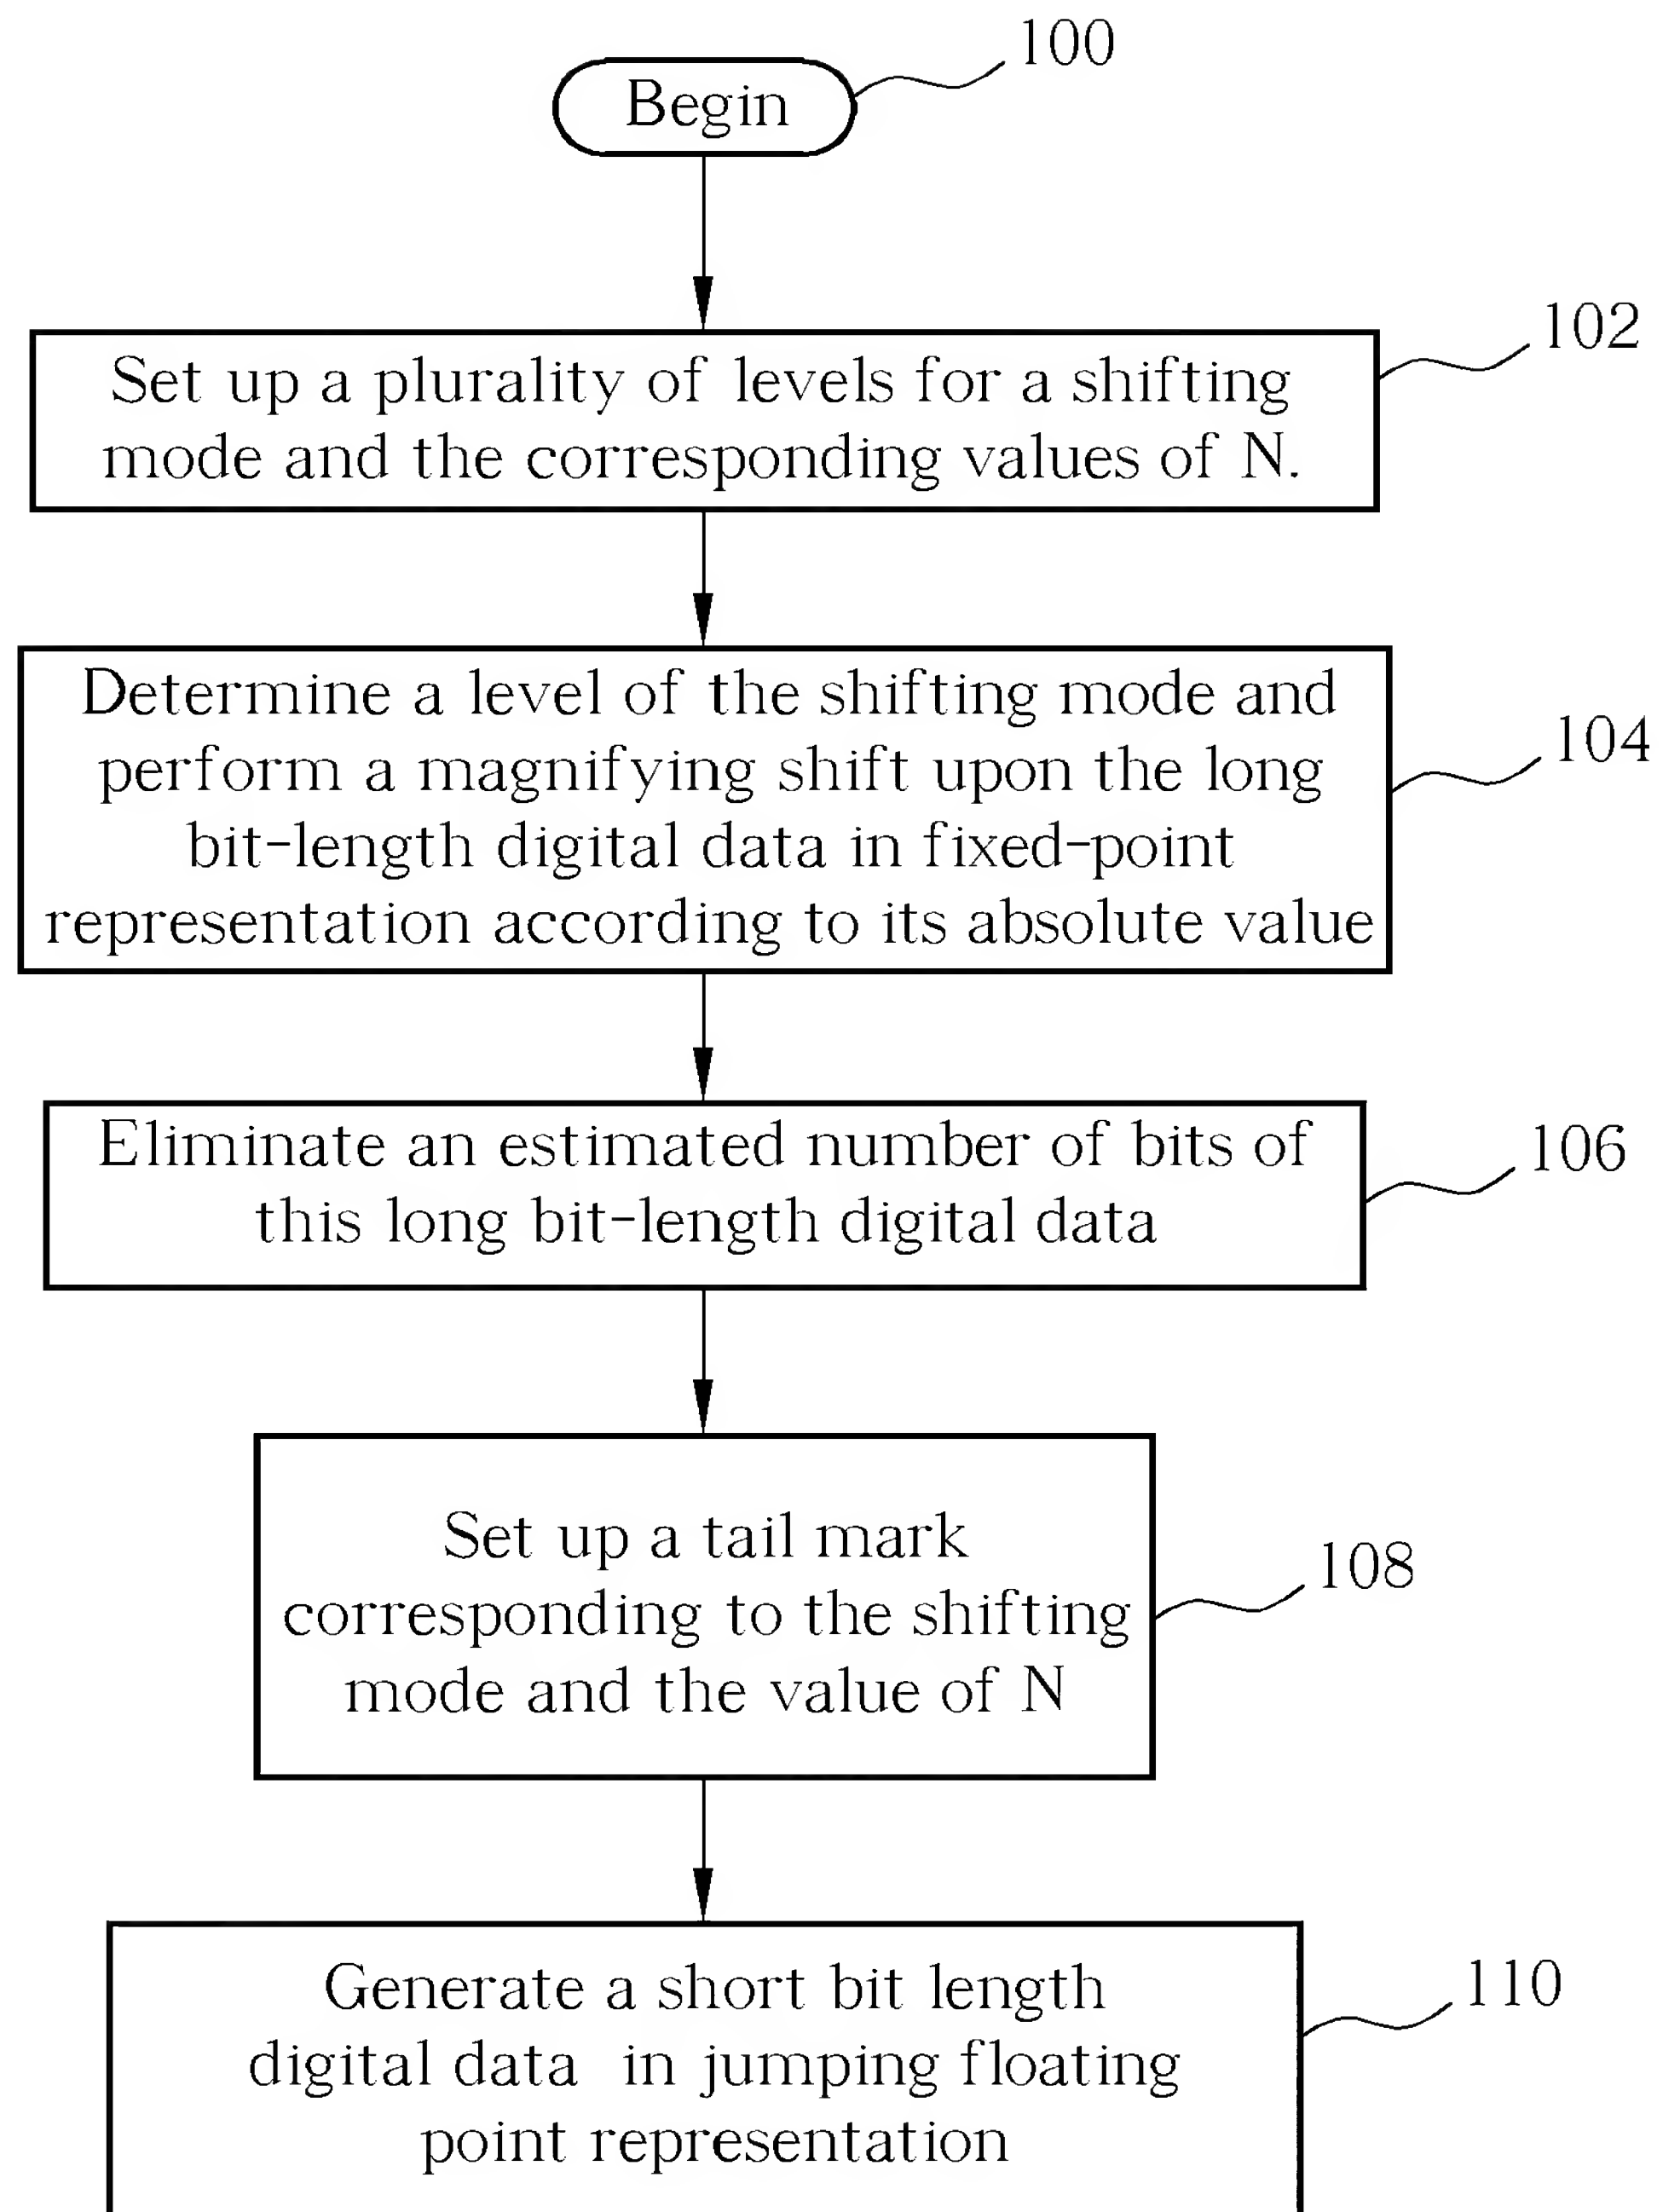 100
Begin
102
Set up a plurality of levels for a shifting
mode and the corresponding values of N.
Determine a level of the shifting mode and
104
perform a magnifying shift upon the long
bit-length digital data in fixed-point
representation according to its absolute value
Eliminate an estimated number of bits of
106
this long bit-length digital data
Set up a tail mark
108
corresponding to the shifting
mode and the value of N
Generate a short bit length
110
digital data in jumping floating
point representation